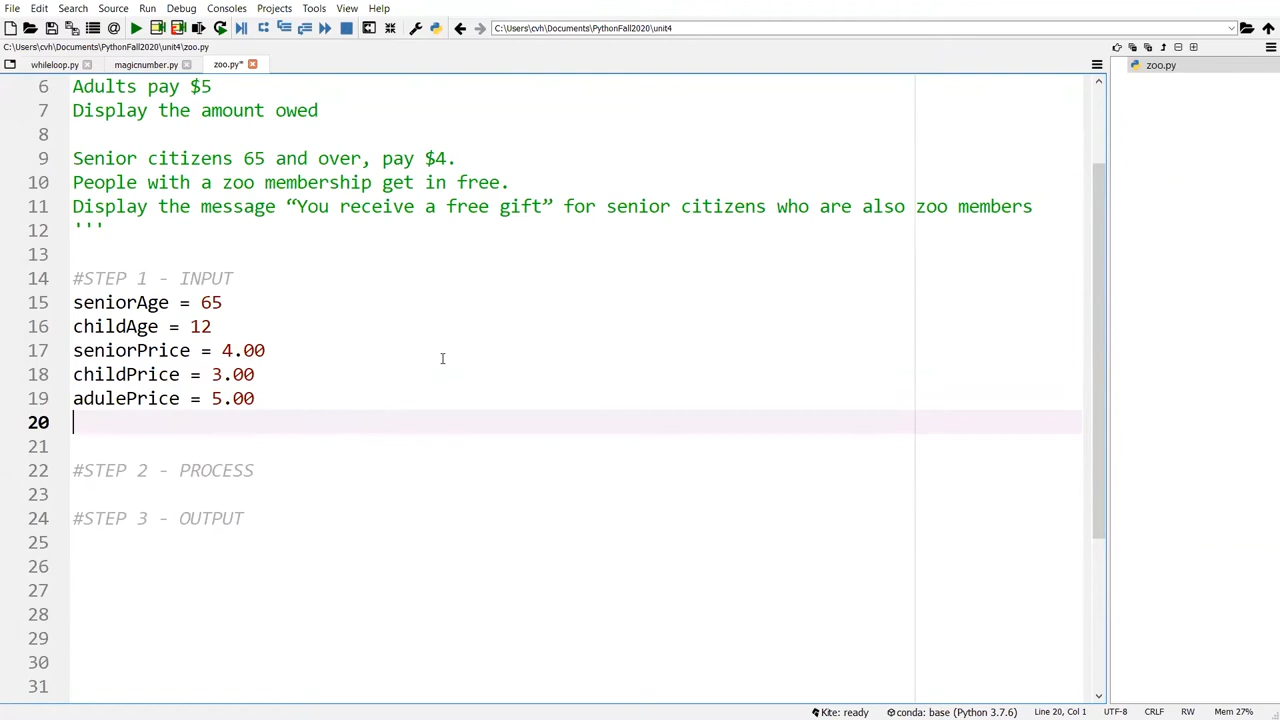 File Edit Search Source Run Debug Consoles Projects Tools View Help
C:\Users\cvh\Documents\PythonFall2020\unit4
C:\Users\cvh\Documents\PythonFall2020\unit4\zoo.py
whileloop.py magicnumber.py zoo.py* zoo.py
6 Adults pay $5
7 Display the amount owed
8
9 Senior citizens 65 and over, pay $4.
10 People with a zoo membership get in free.
11 Display the message “You receive a free gift” for senior citizens who are also zoo members
12 '''
13
14 #STEP 1 - INPUT
15 seniorAge = 65
16 childAge = 12
17 seniorPrice = 4.00
18 childPrice = 3.00
19 adulePrice = 5.00
20
21
22 #STEP 2 - PROCESS
23
24 #STEP 3 - OUTPUT
25
26
27
28
29
30
31
Kite: ready conda: base (Python 3.7.6) Line 20, Col 1 UTF-8 CRLF RW Mem 27%